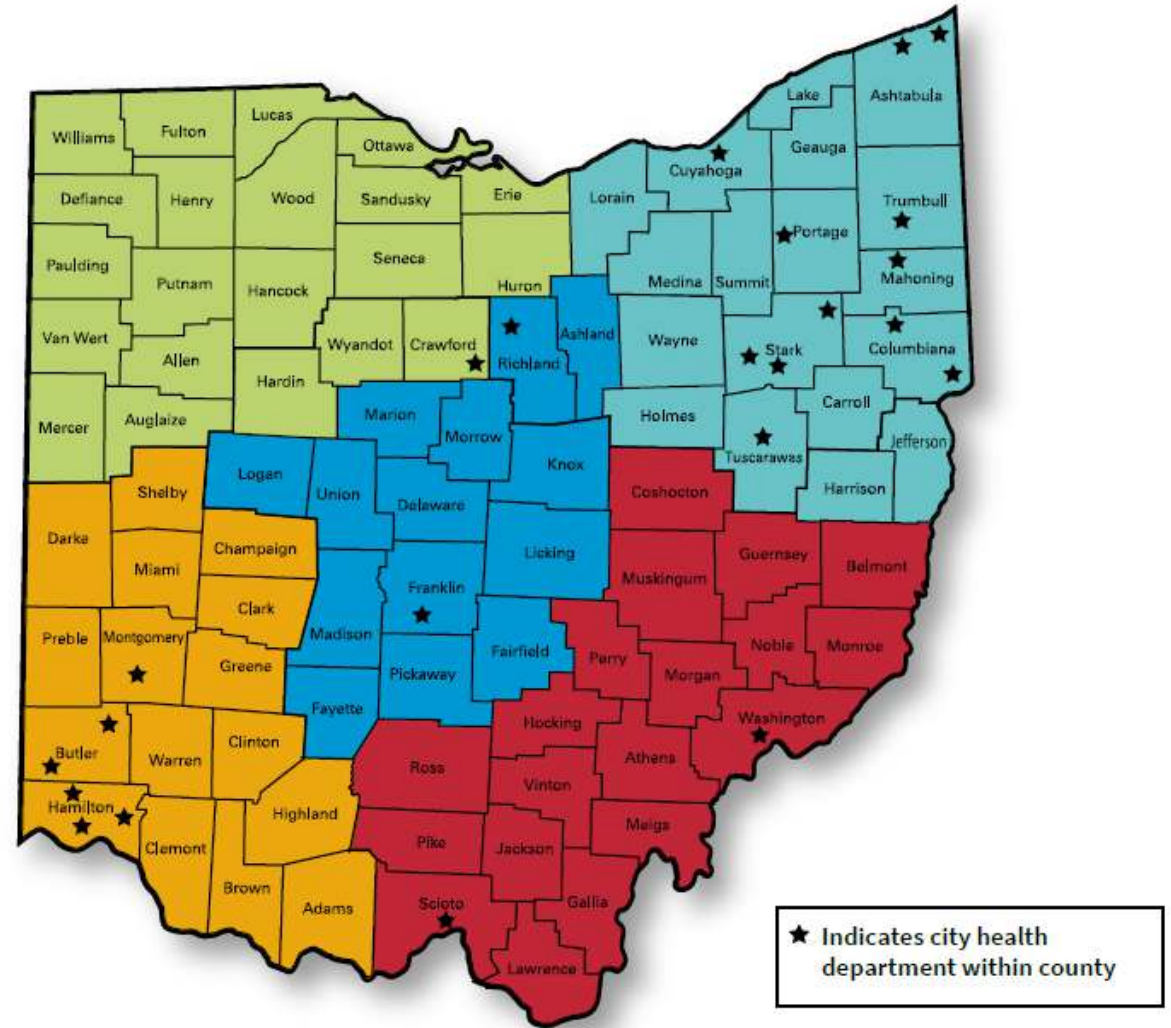 Lake
Ashtabula
Lucas
Williams
Fulton
Ottawa
Geauga
Cuyahoga
Defiance
Henry
Wood
Sandusky
Erie
Lorain
Trumbull
Portage
Paulding
Seneca
Putnam
Hancock
Huron
Medina
Summit
Mahoning
Van Wert
Allen
Wyandot
Crawford
Richland
Ashland
Wayne
Stark
Columbiana
Hardin
Mercer
Auglaize
Marion
Morrow
Holmes
Carroll
Jefferson
Tuscarawas
Logan
Knox
Shelby
Union
Delaware
Coshocton
Harrison
Darke
Miami
Champaign
Licking
Guernsey
Belmont
Franklin
Muskingum
Clark
Preble
Montgomery
Madison
Fairfield
Perry
Noble
Monroe
Greene
Pickaway
Morgan
Fayette
Hocking
Washington
Butler
Warren
Clinton
Ross
Athens
Vinton
Hamilton
Highland
Meigs
Clemont
Pike
Jackson
Brown
Adams
Scioto
Gallia
Lawrence
Indicates city health
department within county